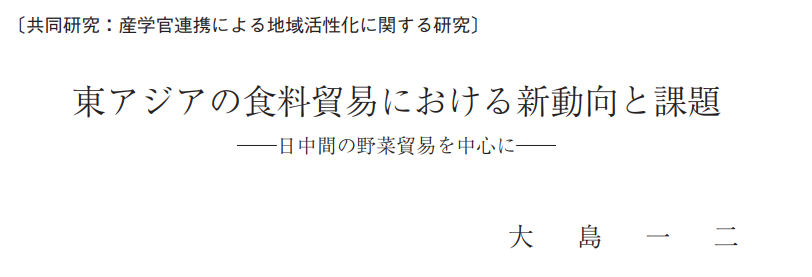 〔共同研究：産学官連携による地域活性化に関する研究〕
東アジアの食料貿易における新動向と課題
――日中間の野菜貿易を中心に――
大島一二